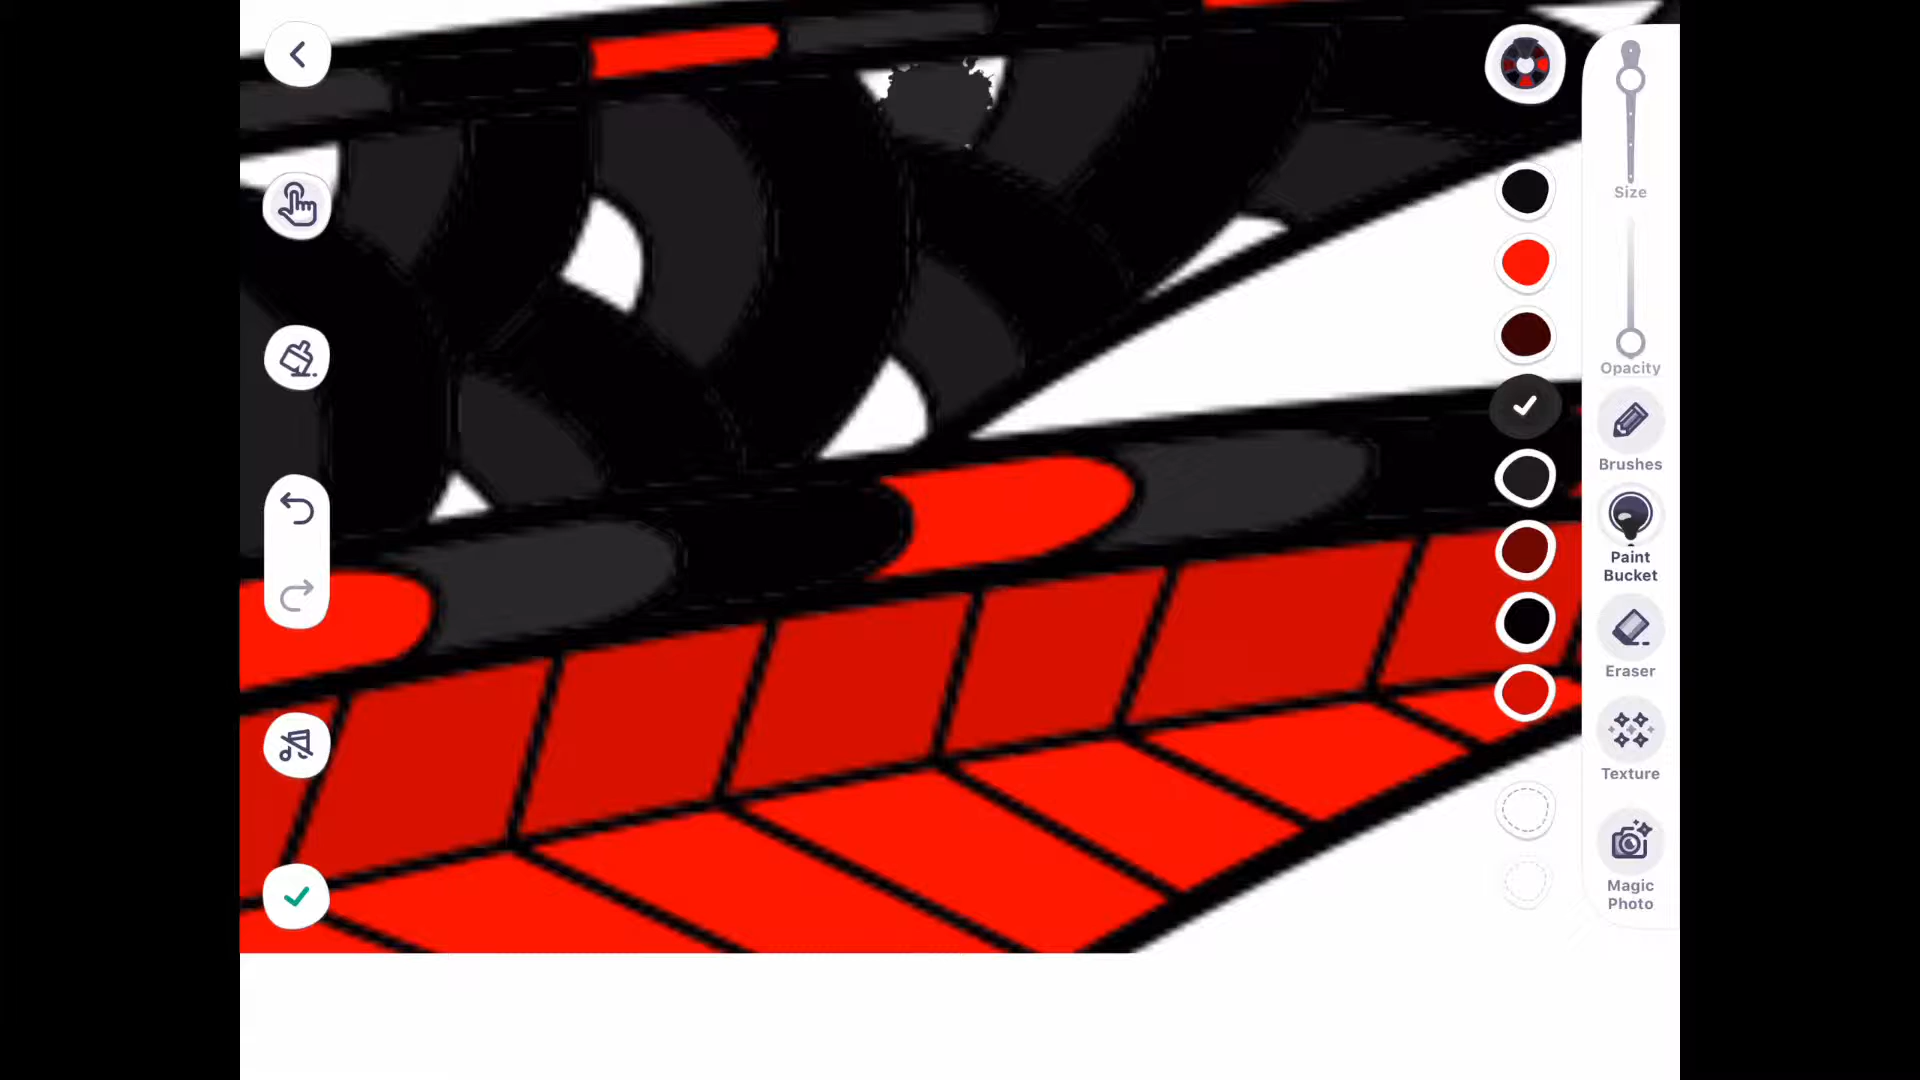 Size
Opacity
Brushes
Paint
Bucket
Eraser
Texture
Magic
Photo